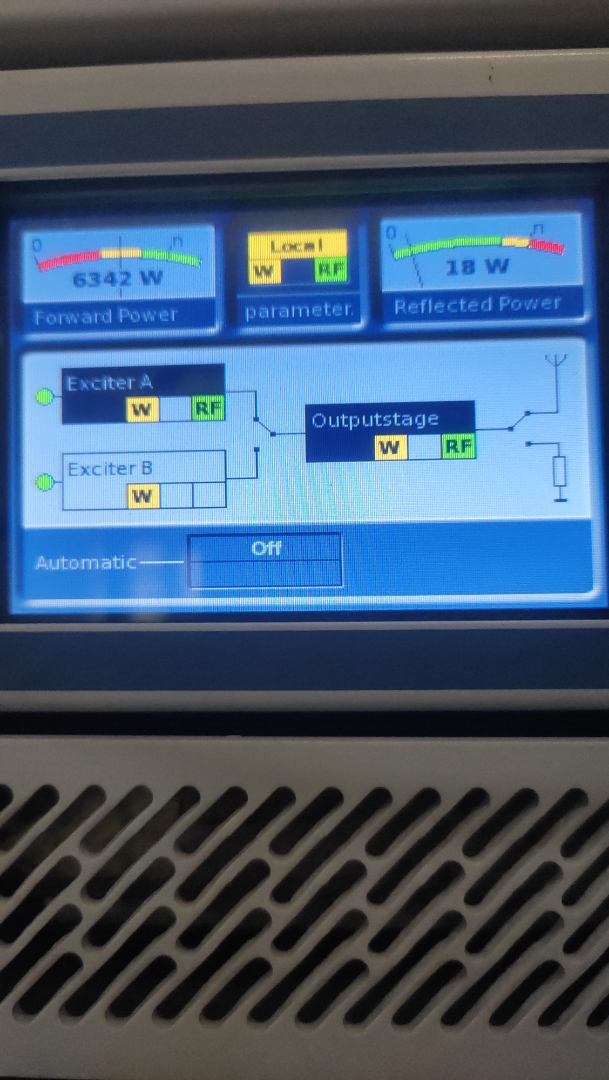 0 n
6342 W
Forward Power
Local
W RF
parameter.
0 n
18 W
Reflected Power
Exciter A
W RF
Outputstage
W RF
Exciter B
W
Automatic
Off